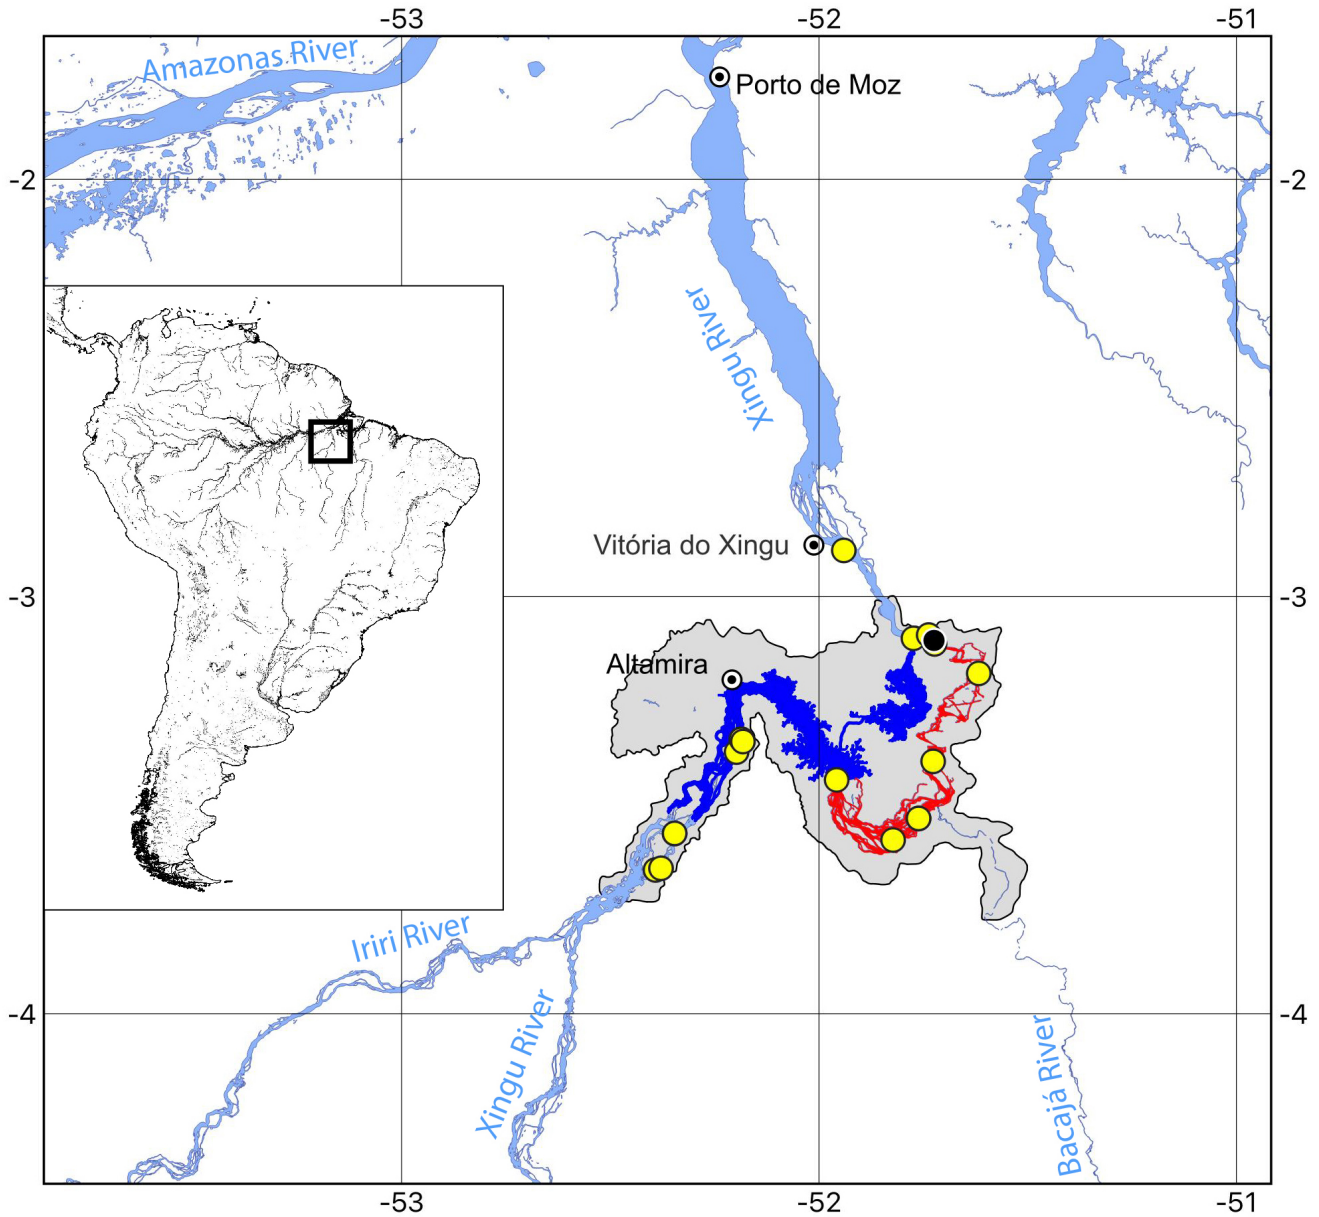 -53
-52
-51
Amazonas River
Porto de Moz
-2
-2
Xingu River
Vitória do Xingu
-3
-3
Altamira
Iriri River
Xingu River
-4
-4
Bacajá River
-53
-52
-51